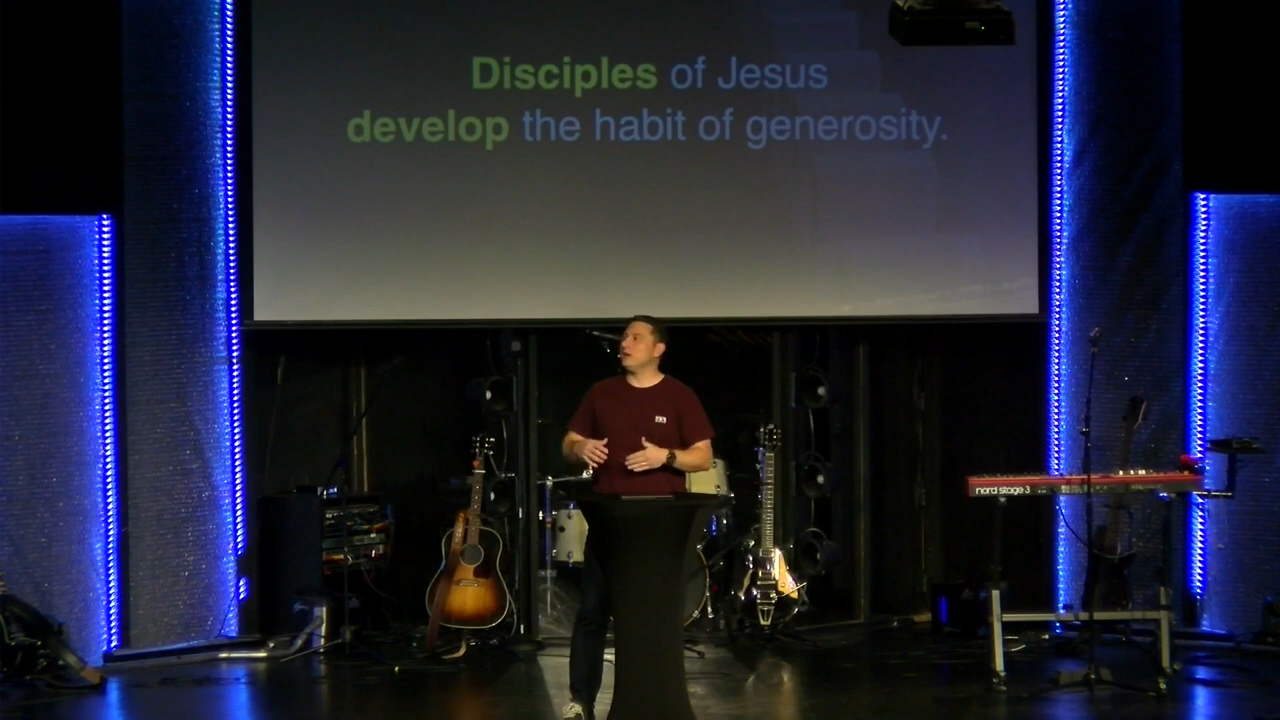 Disciples of Jesus
develop the habit of generosity.
nord stage 3